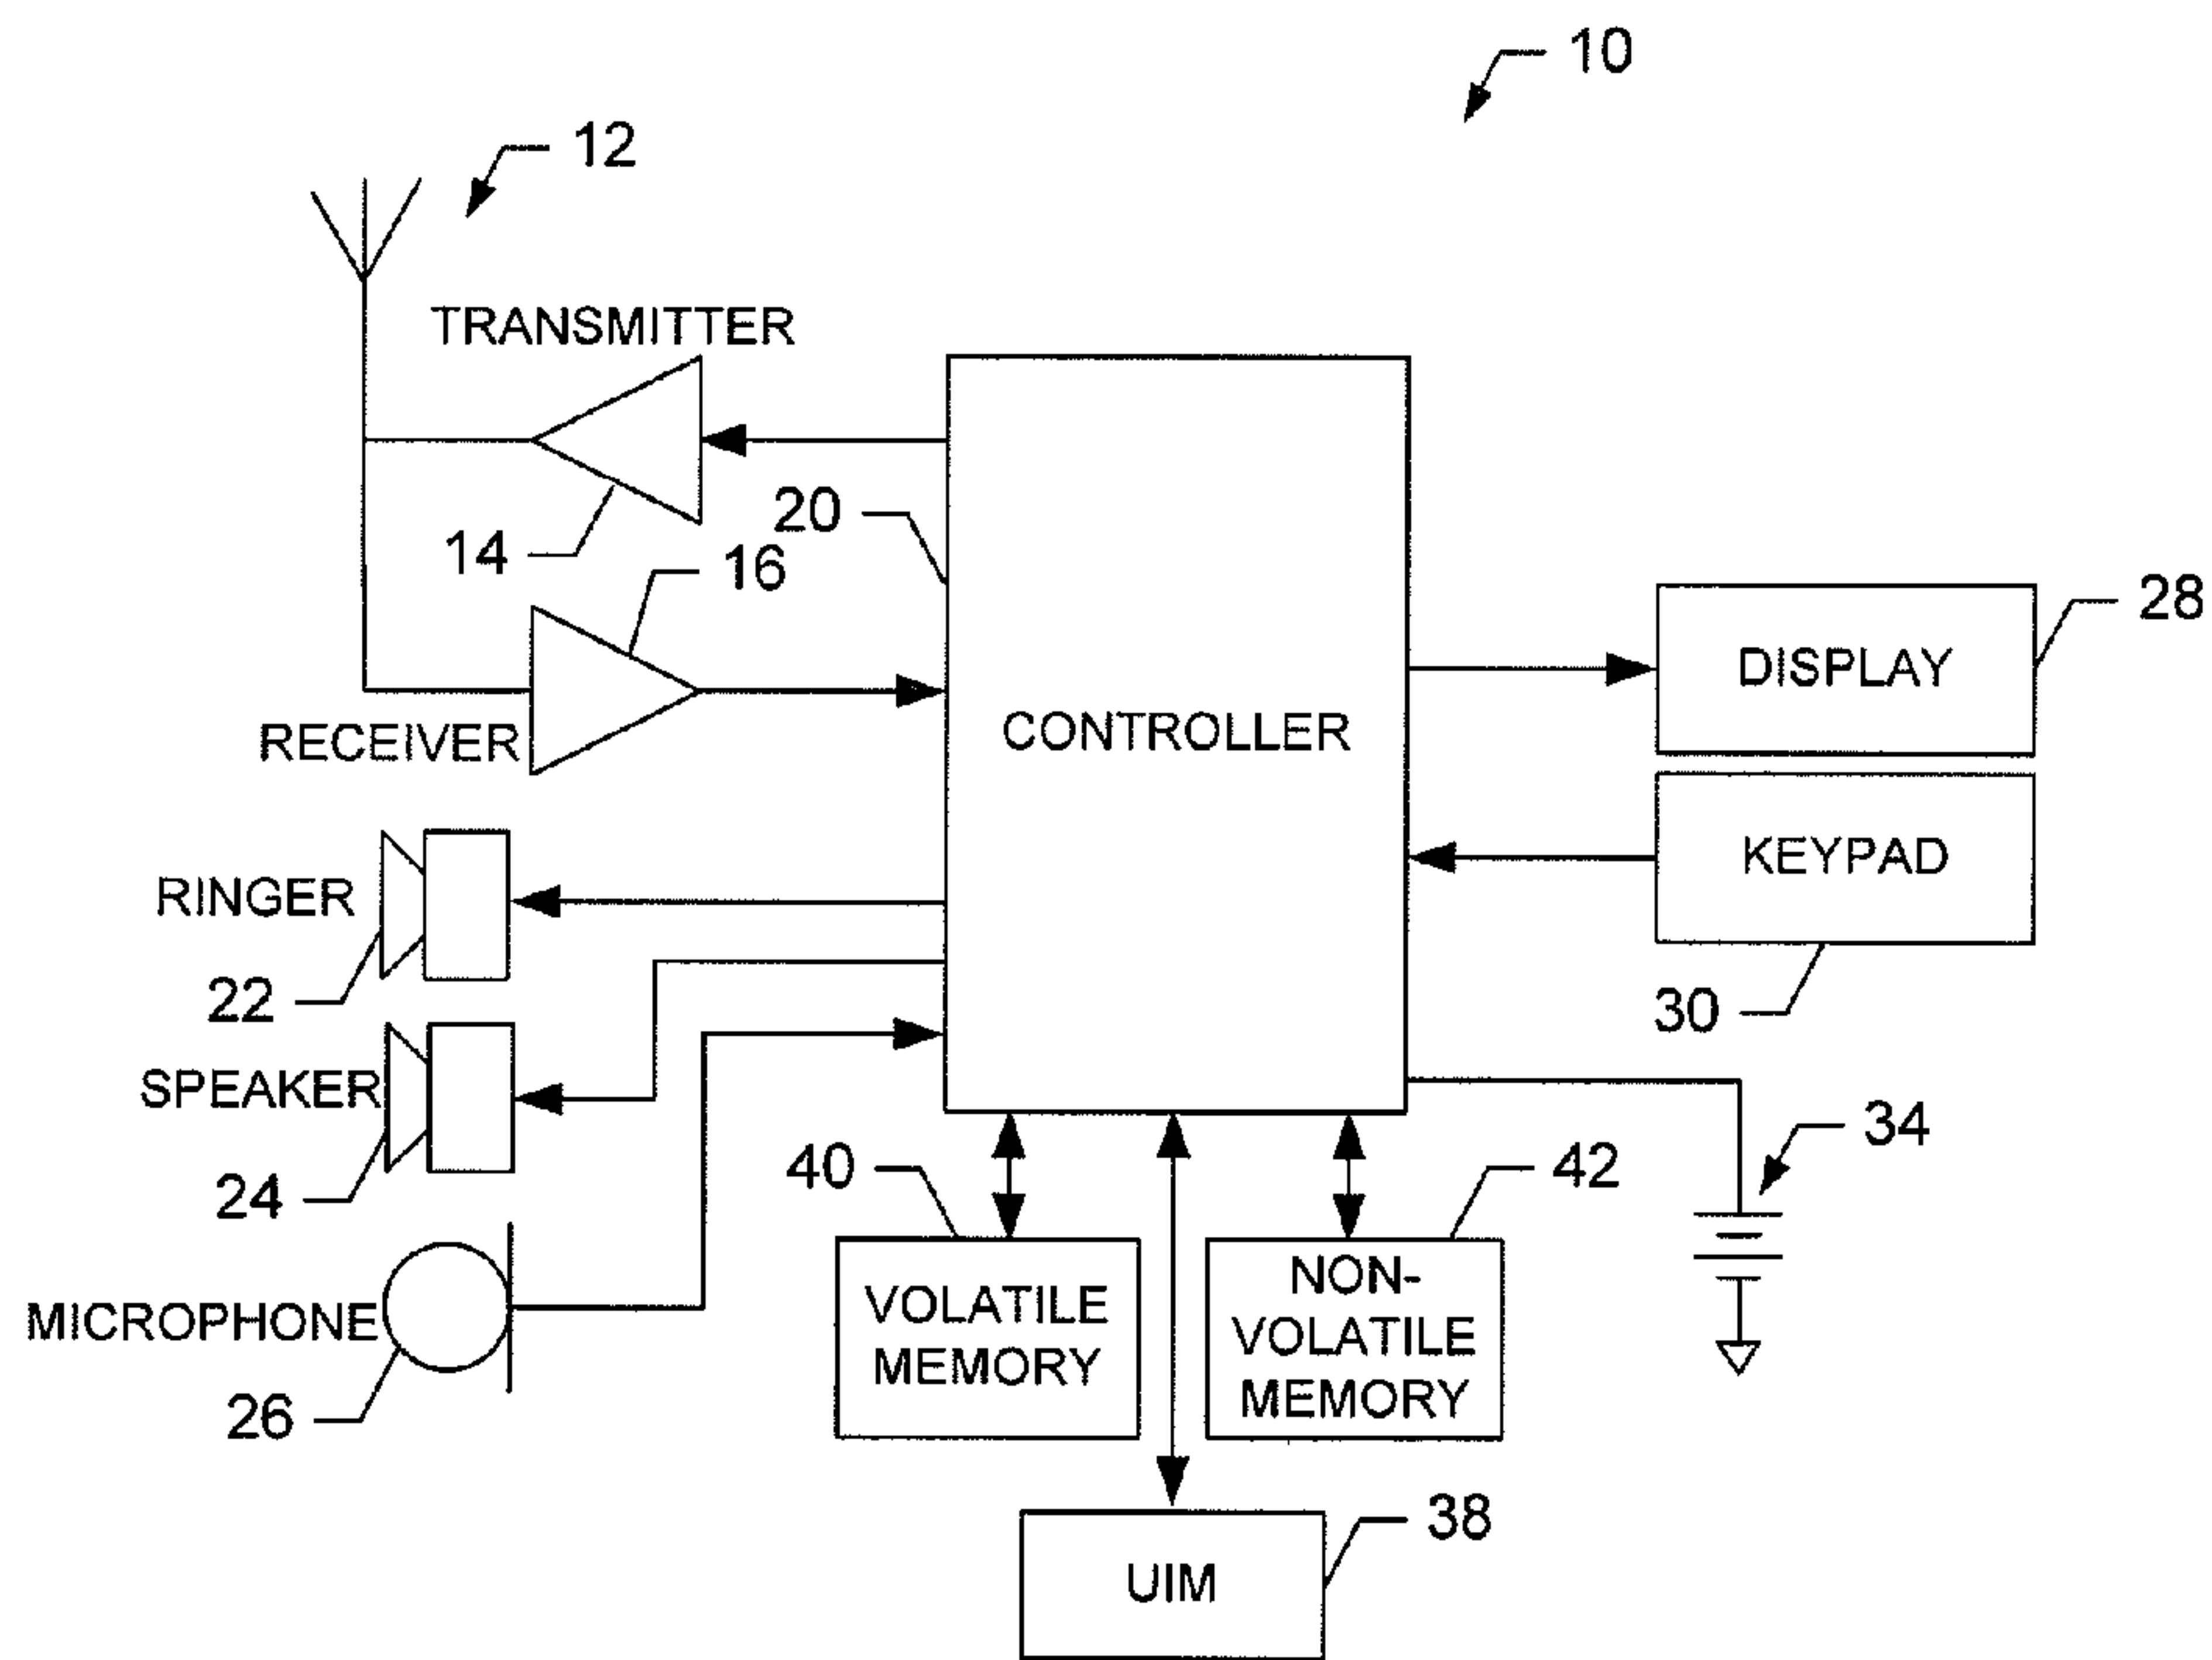 10
12
TRANSMITTER
14
20
16
28
DISPLAY
CONTROLLER
RECEIVER
KEYPAD
RINGER
22
30
SPEAKER
24
34
40
42
VOLATILE
MEMORY
NON-
VOLATILE
MEMORY
MICROPHONE
26
38
UIM